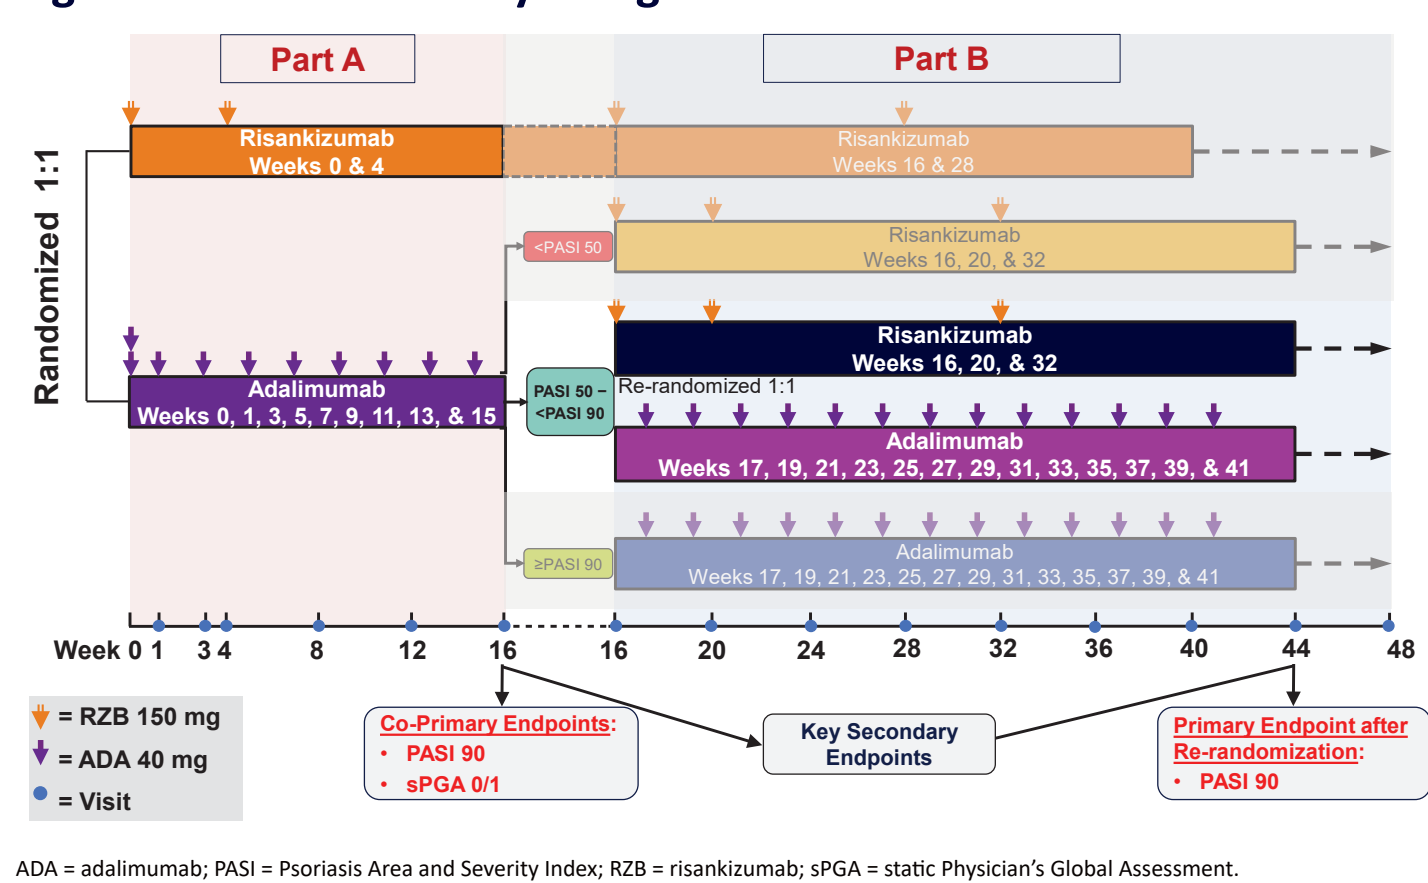 Part A
Part B
Randomized 1:1
Risankizumab
Weeks 0 & 4
Risankizumab
Weeks 16 & 28
<PASI 50
Risankizumab
Weeks 16, 20, & 32
Risankizumab
Weeks 16, 20, & 32
Adalimumab
Weeks 0, 1, 3, 5, 7, 9, 11, 13, & 15
PASI 50 –
<PASI 90
Re-randomized 1:1
Adalimumab
Weeks 17, 19, 21, 23, 25, 27, 29, 31, 33, 35, 37, 39, & 41
≥PASI 90
Adalimumab
Weeks 17, 19, 21, 23, 25, 27, 29, 31, 33, 35, 37, 39, & 41
Week 0 1 3 4 8 12 16 16 20 24 28 32 36 40 44 48
= RZB 150 mg
= ADA 40 mg
= Visit
Co-Primary Endpoints:
• PASI 90
• sPGA 0/1
Key Secondary
Endpoints
Primary Endpoint after
Re-randomization:
• PASI 90
ADA = adalimumab; PASI = Psoriasis Area and Severity Index; RZB = risankizumab; sPGA = static Physician's Global Assessment.